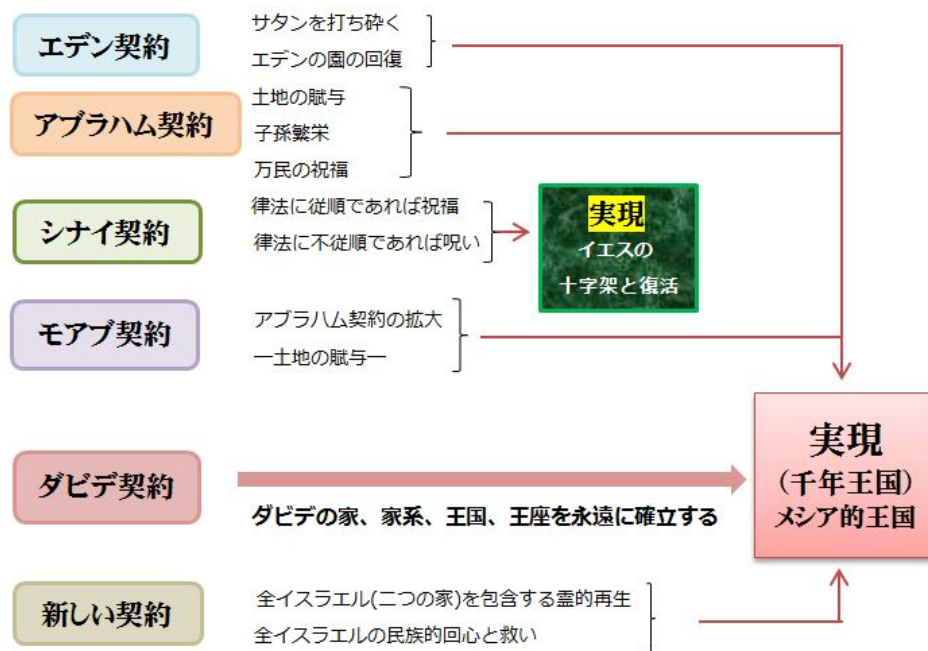 エデン契約
サタンを打ち砕く
エデンの園の回復
アブラハム契約
土地の賦与
子孫繁栄
万民の祝福
シナイ契約
律法に従順であれば祝福
律法に不従順であれば呪い
実現
イエスの
十字架と復活
モアブ契約
アブラハム契約の拡大
―土地の賦与―
ダビデ契約
ダビデの家、家系、王国、王座を永遠に確立する
実現
(千年王国)
メシア的王国
新しい契約
全イスラエル(二つの家)を包含する霊的再生
全イスラエルの民族的回心と救い